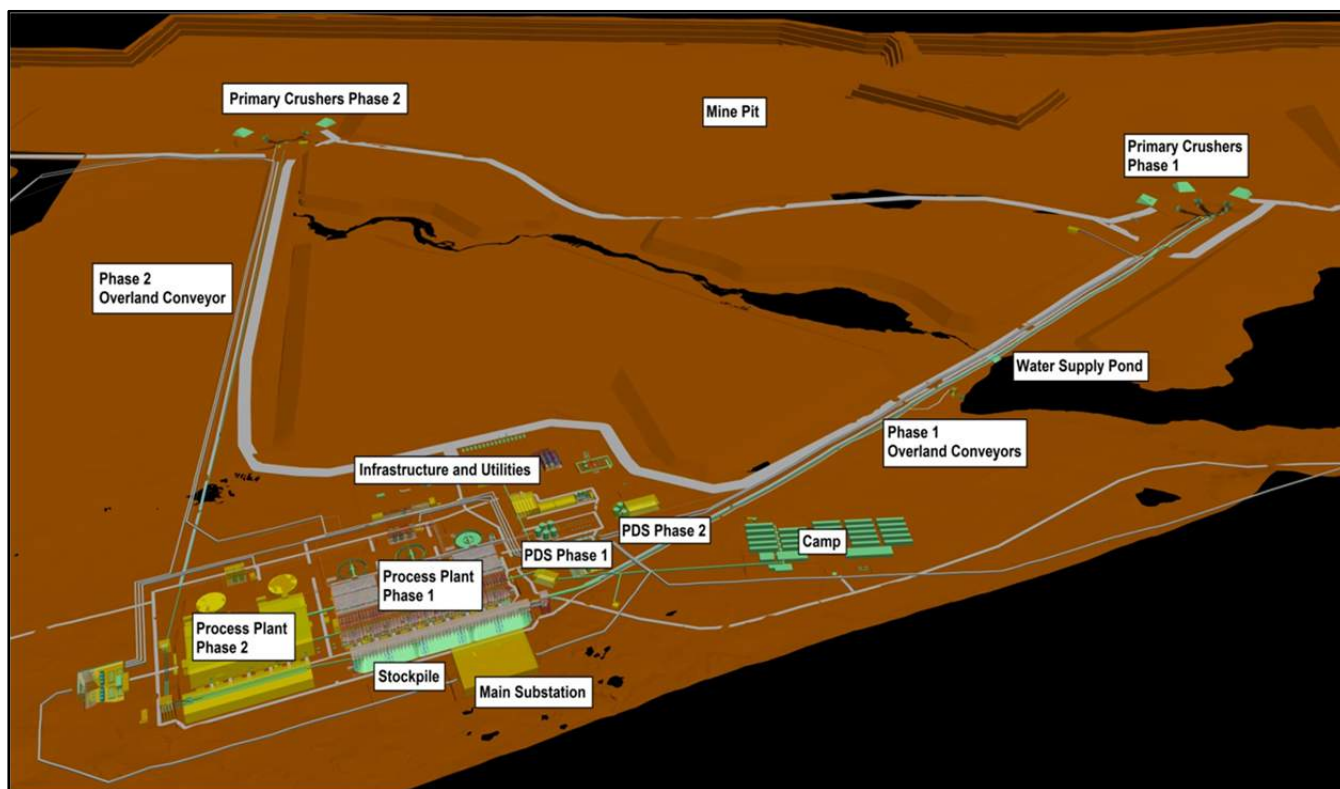 Primary Crushers Phase 2
Mine Pit
Primary Crushers
Phase 1
Phase 2
Overland Conveyor
Water Supply Pond
Phase 1
Overland Conveyors
Infrastructure and Utilities
PDS Phase 2
PDS Phase 1
Camp
Process Plant
Phase 1
Process Plant
Phase 2
Stockpile
Main Substation